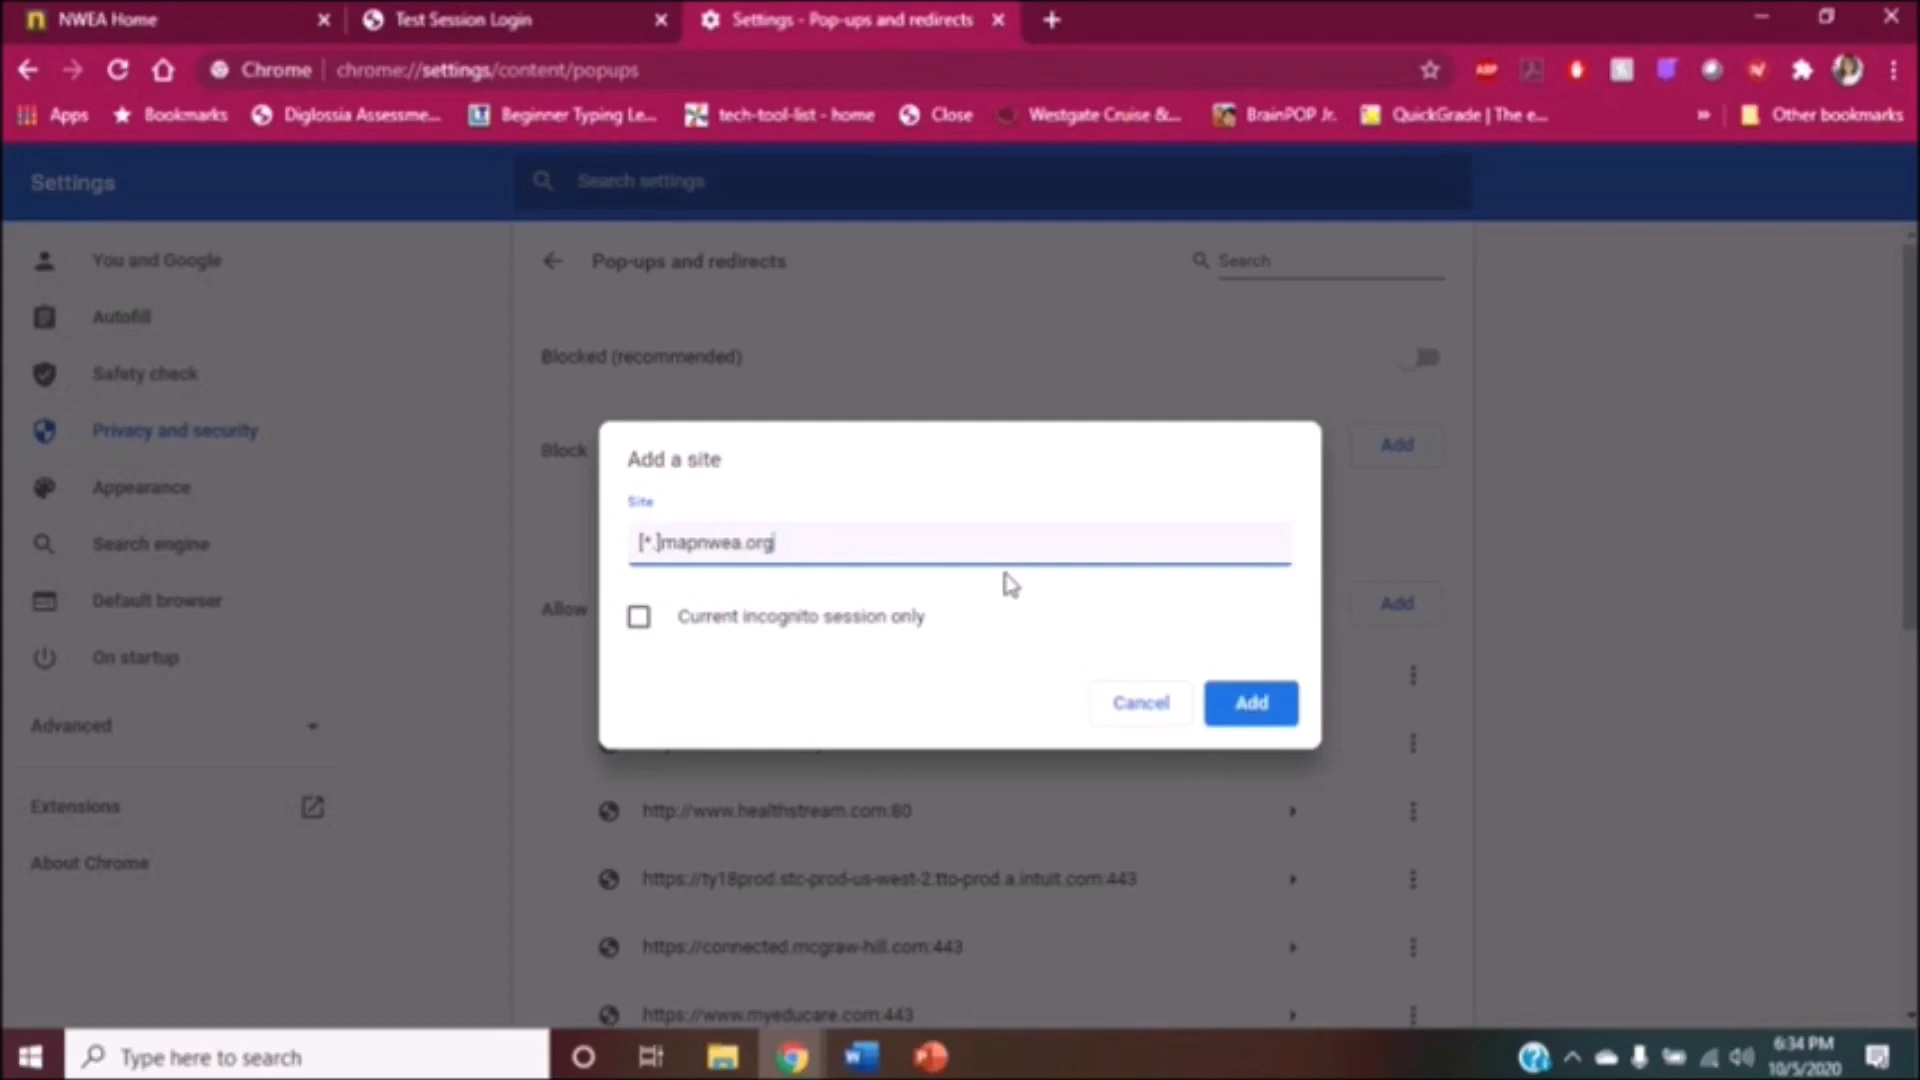 NWEA Home
Test Session Login
Settings - Pop-ups and redirects
Chrome | chrome://settings/content/popups
ABP
Apps
Bookmarks
Diglossia Assessme...
Beginner Typing Le...
tech-tool-list - home
Close
Westgate Cruise &...
BrainPOP Jr.
QuickGrade | The e...
»
Other bookmarks
Settings
Search settings
You and Google
Autofill
Safety check
Privacy and security
Appearance
Search engine
Default browser
On startup
Advanced
Extensions
About Chrome
Pop-ups and redirects
Search
Blocked (recommended)
Block
Add
Allow
Add
Add a site
Site
[*.]mapnwea.org
Current incognito session only
Cancel
Add
http://www.healthstream.com:80
https://ty18prod.stc-prod-us-west-2.tto-prod.a.intuit.com:443
https://connected.mcgraw-hill.com:443
https://www.myeducare.com:443
Type here to search
6:34 PM
10/5/2020